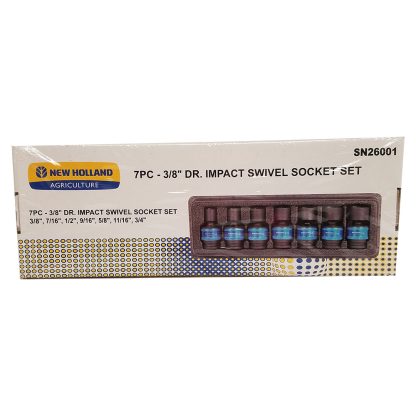 SN26001
NEW HOLLAND
AGRICULTURE
7PC - 3/8" DR. IMPACT SWIVEL SOCKET SET
7PC - 3/8" DR. IMPACT SWIVEL SOCKET SET
3/8", 7/16", 1/2", 9/16", 5/8", 11/16", 3/4"